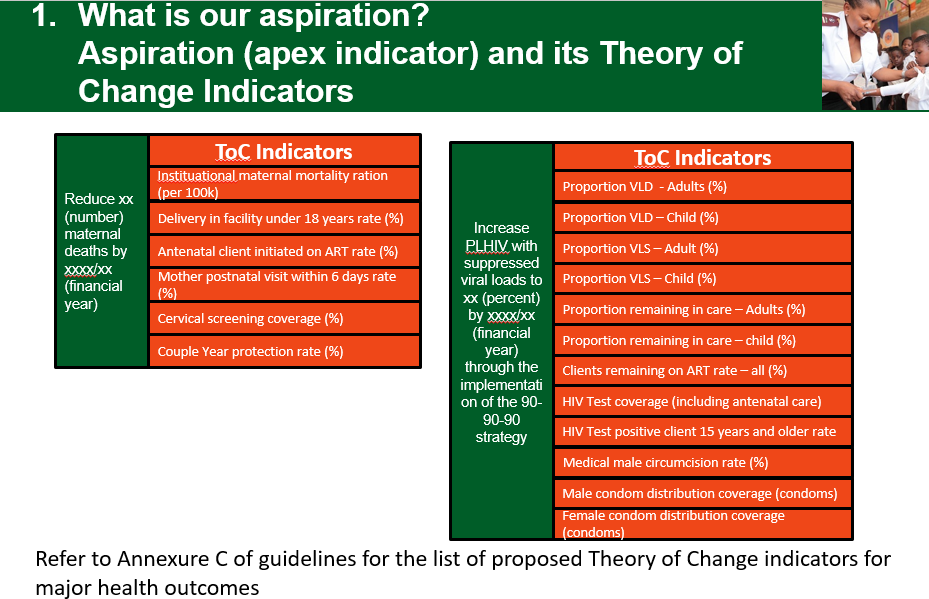 1. What is our aspiration?
Aspiration (apex indicator) and its Theory of
Change Indicators
Reduce xx
(number)
maternal
deaths by
xxxx/xx
(financial
year)
ToC Indicators
Instituational maternal mortality ration
(per 100k)
Delivery in facility under 18 years rate (%)
Antenatal client initiated on ART rate (%)
Mother postnatal visit within 6 days rate
(%)
Cervical screening coverage (%)
Couple Year protection rate (%)
Increase
PLHIV with
suppressed
viral loads to
xx (percent)
by xxxx/xx
(financial
year)
through the
implementati
on of the 90-
90-90
strategy
ToC Indicators
Proportion VLD - Adults (%)
Proportion VLD – Child (%)
Proportion VLS – Adult (%)
Proportion VLS – Child (%)
Proportion remaining in care – Adults (%)
Proportion remaining in care – child (%)
Clients remaining on ART rate – all (%)
HIV Test coverage (including antenatal care)
HIV Test positive client 15 years and older rate
Medical male circumcision rate (%)
Male condom distribution coverage (condoms)
Female condom distribution coverage
(condoms)
Refer to Annexure C of guidelines for the list of proposed Theory of Change indicators for
major health outcomes